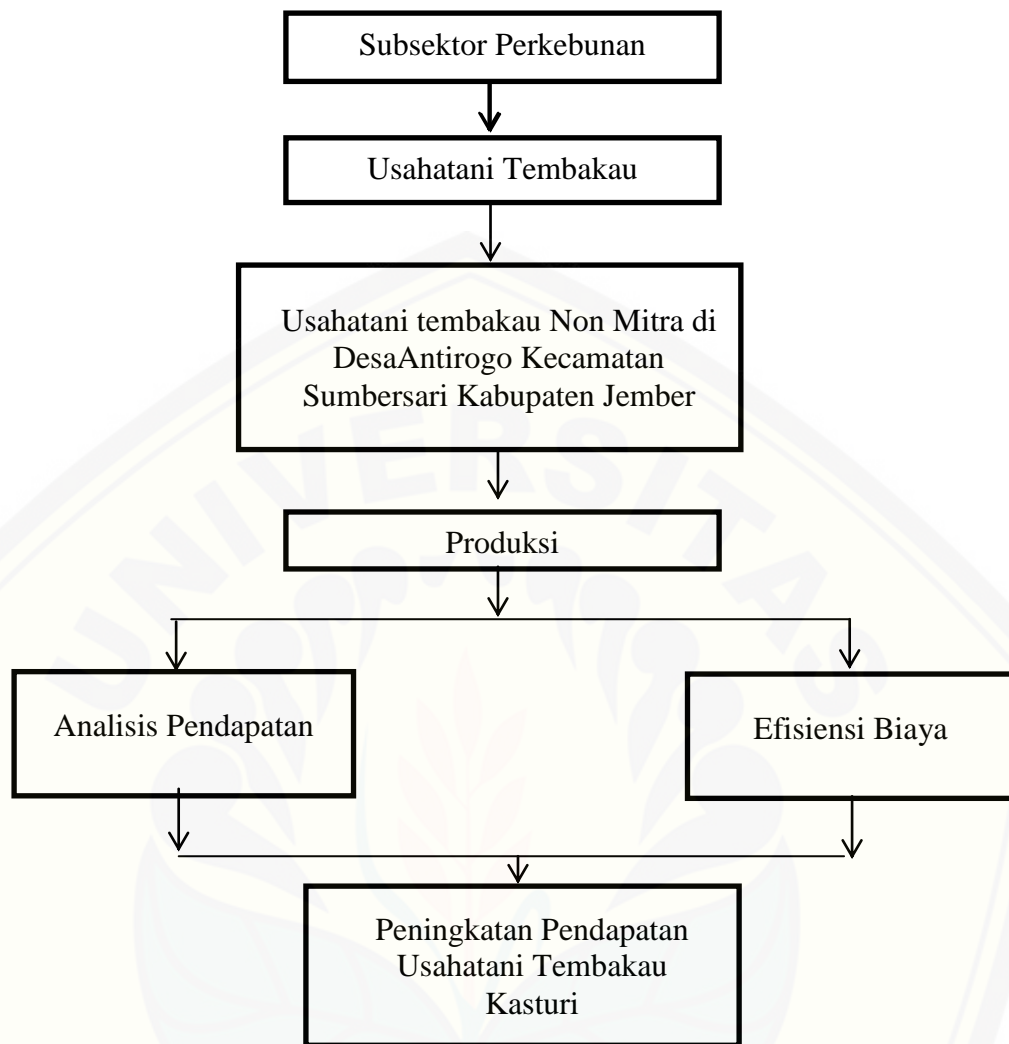 Subsektor Perkebunan
Usahatani Tembakau
Usahatani tembakau Non Mitra di
DesaAntirogo Kecamatan
Sumbersari Kabupaten Jember
UNIVERSITAS
Produksi
Analisis Pendapatan
Efisiensi Biaya
Peningkatan Pendapatan
Usahatani Tembakau
Kasturi